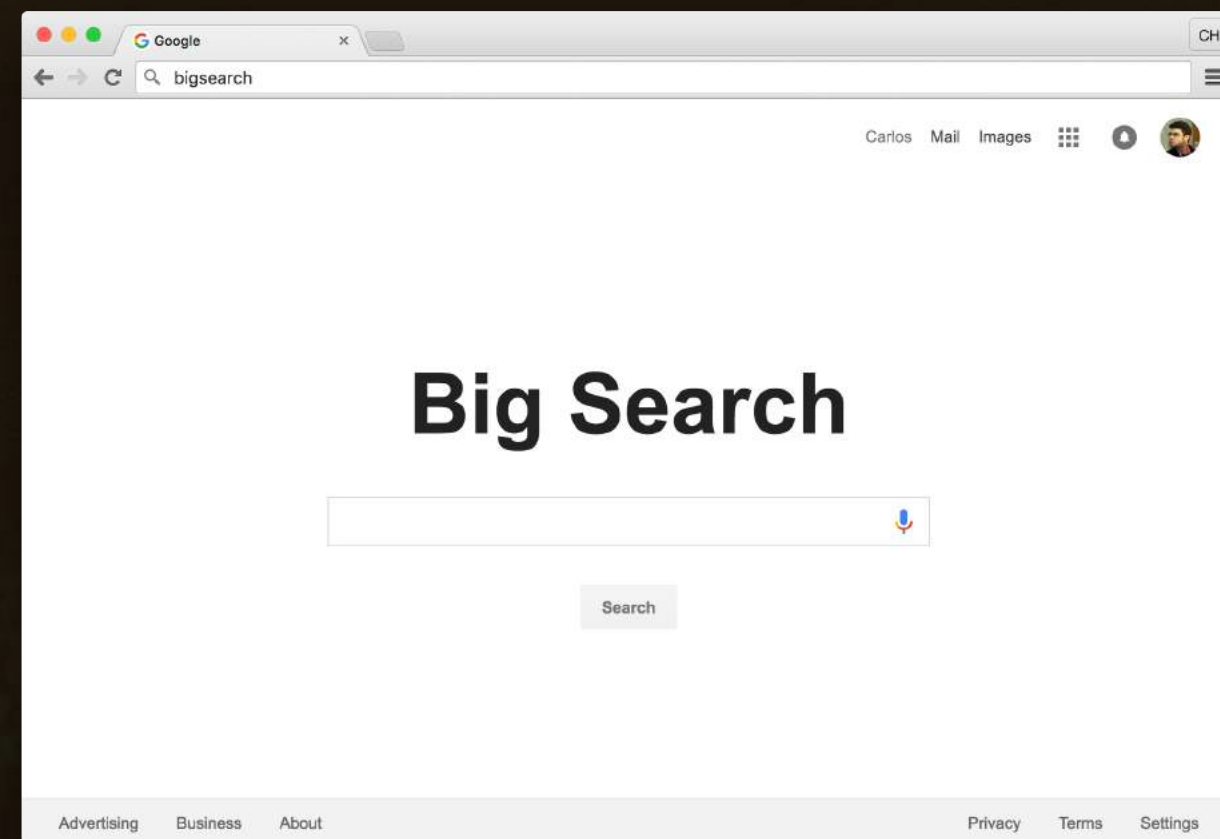 Google
CH
bigsearch
Carlos Mail Images
Big Search
Search
Advertising Business About Privacy Terms Settings